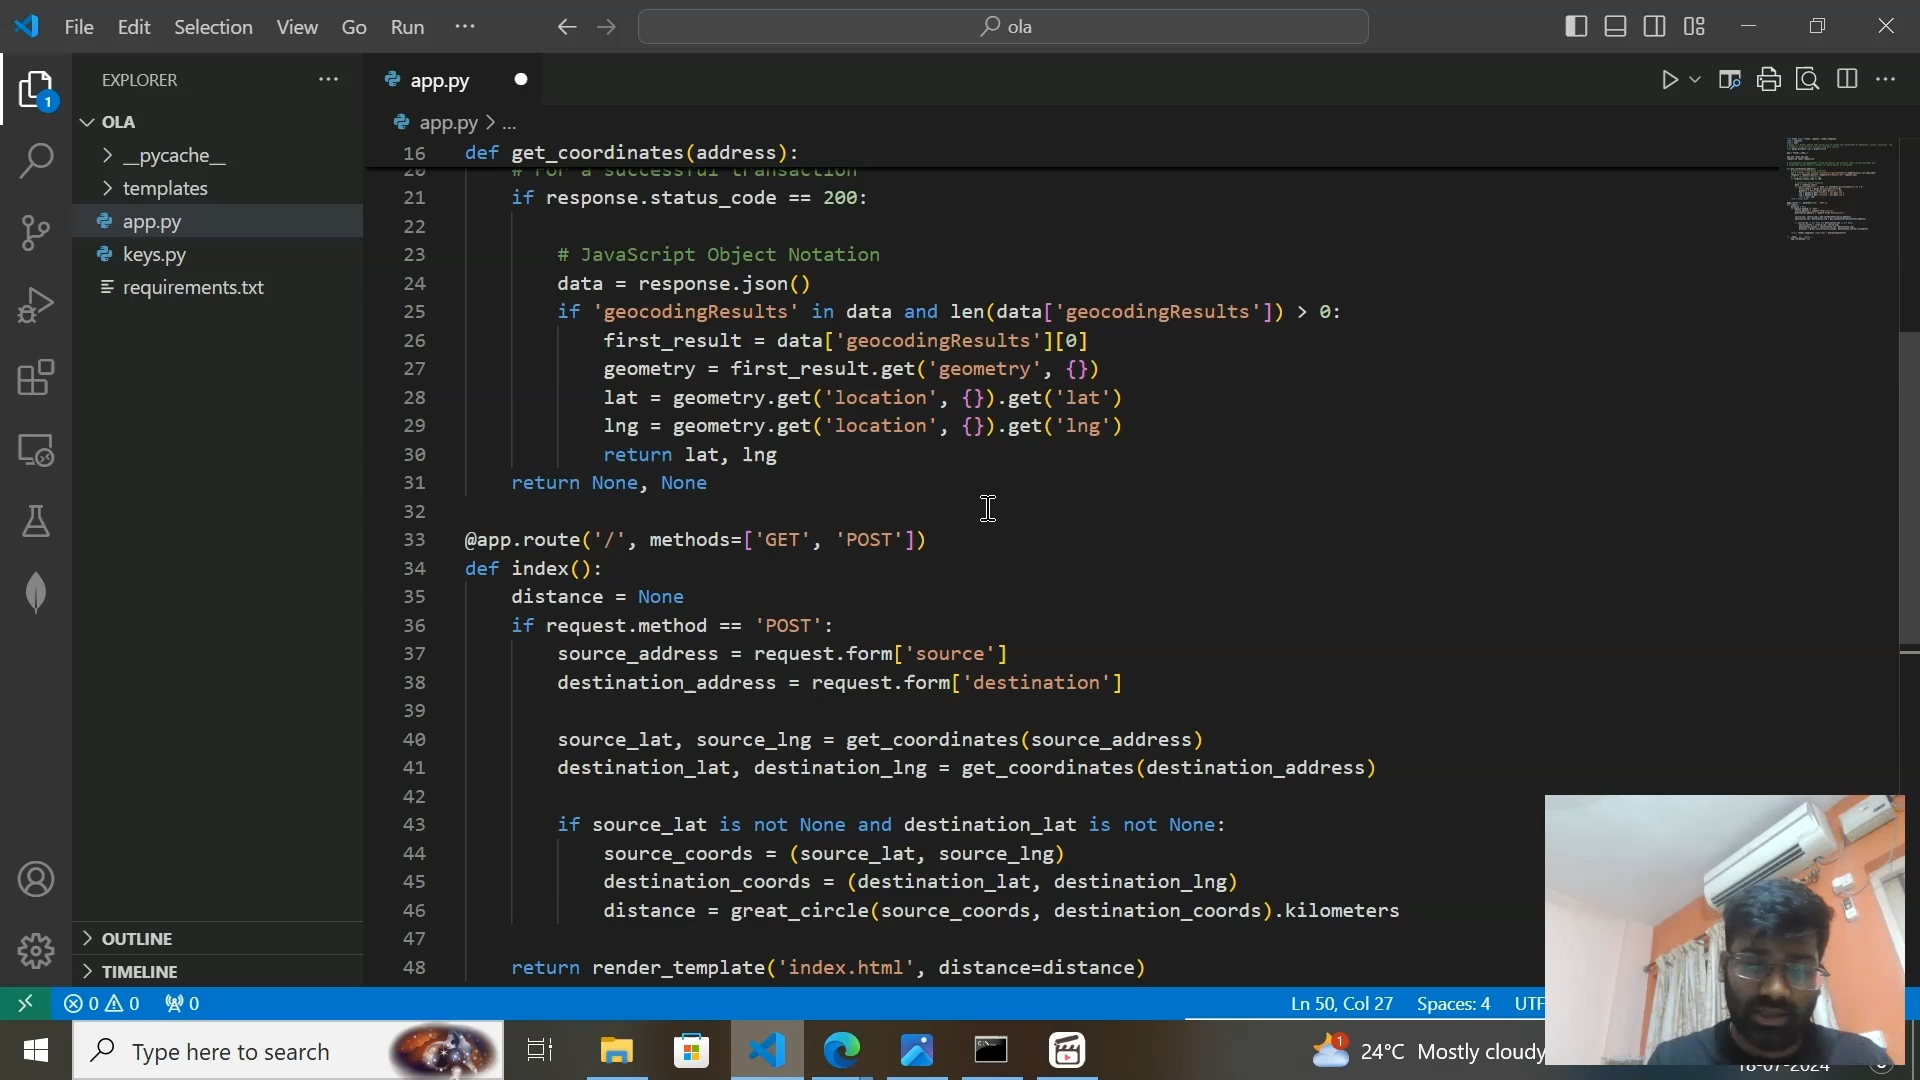 File Edit Selection View Go Run ...
ola
EXPLORER
OLA
__pycache__
templates
app.py
keys.py
requirements.txt
OUTLINE
TIMELINE
1
app.py
app.py > ...
16 def get_coordinates(address):
20 # For a successful transaction
21 if response.status_code == 200:
22
23 # JavaScript Object Notation
24 data = response.json()
25 if 'geocodingResults' in data and len(data['geocodingResults']) > 0:
26 first_result = data['geocodingResults'][0]
27 geometry = first_result.get('geometry', {})
28 lat = geometry.get('location', {}).get('lat')
29 lng = geometry.get('location', {}).get('lng')
30 return lat, lng
31 return None, None
32
33 @app.route('/', methods=['GET', 'POST'])
34 def index():
35 distance = None
36 if request.method == 'POST':
37 source_address = request.form['source']
38 destination_address = request.form['destination']
39
40 source_lat, source_lng = get_coordinates(source_address)
41 destination_lat, destination_lng = get_coordinates(destination_address)
42
43 if source_lat is not None and destination_lat is not None:
44 source_coords = (source_lat, source_lng)
45 destination_coords = (destination_lat, destination_lng)
46 distance = great_circle(source_coords, destination_coords).kilometers
47
48 return render_template('index.html', distance=distance)
0 0 0
Ln 50, Col 27 Spaces: 4 UTF
Type here to search
1 24°C Mostly cloudy
18-07-2024